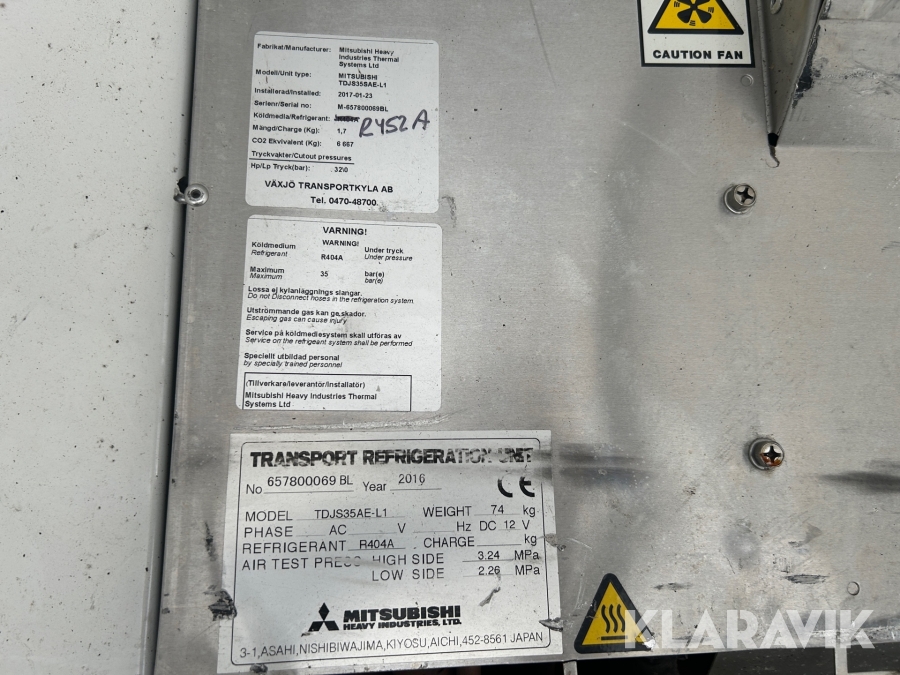 CAUTION FAN
Fabrikat/Manufacturer: Mitsubishi Heavy
Industries Thermal
Systems Ltd
Modell/Unit type: MITSUBISHI
TDJS35SAE-L1
Installerad/Installed: 2017-01-23
Serienr/Serial no: M-657800069BL
Köldmedia/Refrigerant: R452A
Mängd/Charge (Kg): 1,7
CO2 Ekvivalent (Kg): 6 667
Tryckvakter/Cutout pressures
Hp/Lp Tryck(bar): 32\0
VÄXJÖ TRANSPORTKYLA AB
Tel. 0470-48700
VARNING!
WARNING!
Köldmedium Under tryck
Refrigerant R404A Under pressure
Maximum 35 bar(e)
Maximum bar(e)
Lossa ej kylanläggnings slangar.
Do not Disconnect hoses in the refrigeration system.
Utströmmande gas kan ge skador.
Escaping gas can cause injury
Service på köldmediesystem skall utföras av
Service on the refrigeant system shall be performed
Speciellt utbildad personal
by specially trained personnel
(Tillverkare/leverantör/installatör)
Mitsubishi Heavy Industries Thermal
Systems Ltd
TRANSPORT REFRIGERATION UNIT
No 657800069 BL Year 2016 CE
MODEL TDJS35AE-L1 WEIGHT 74 kg
PHASE AC V Hz DC 12 V
REFRIGERANT R404A CHARGE kg
AIR TEST PRESS HIGH SIDE 3.24 MPa
LOW SIDE 2.26 MPa
MITSUBISHI
HEAVY INDUSTRIES, LTD.
3-1, ASAHI, NISHIBIWAJIMA, KIYOSU, AICHI, 452-8561 JAPAN
KLARAVIK